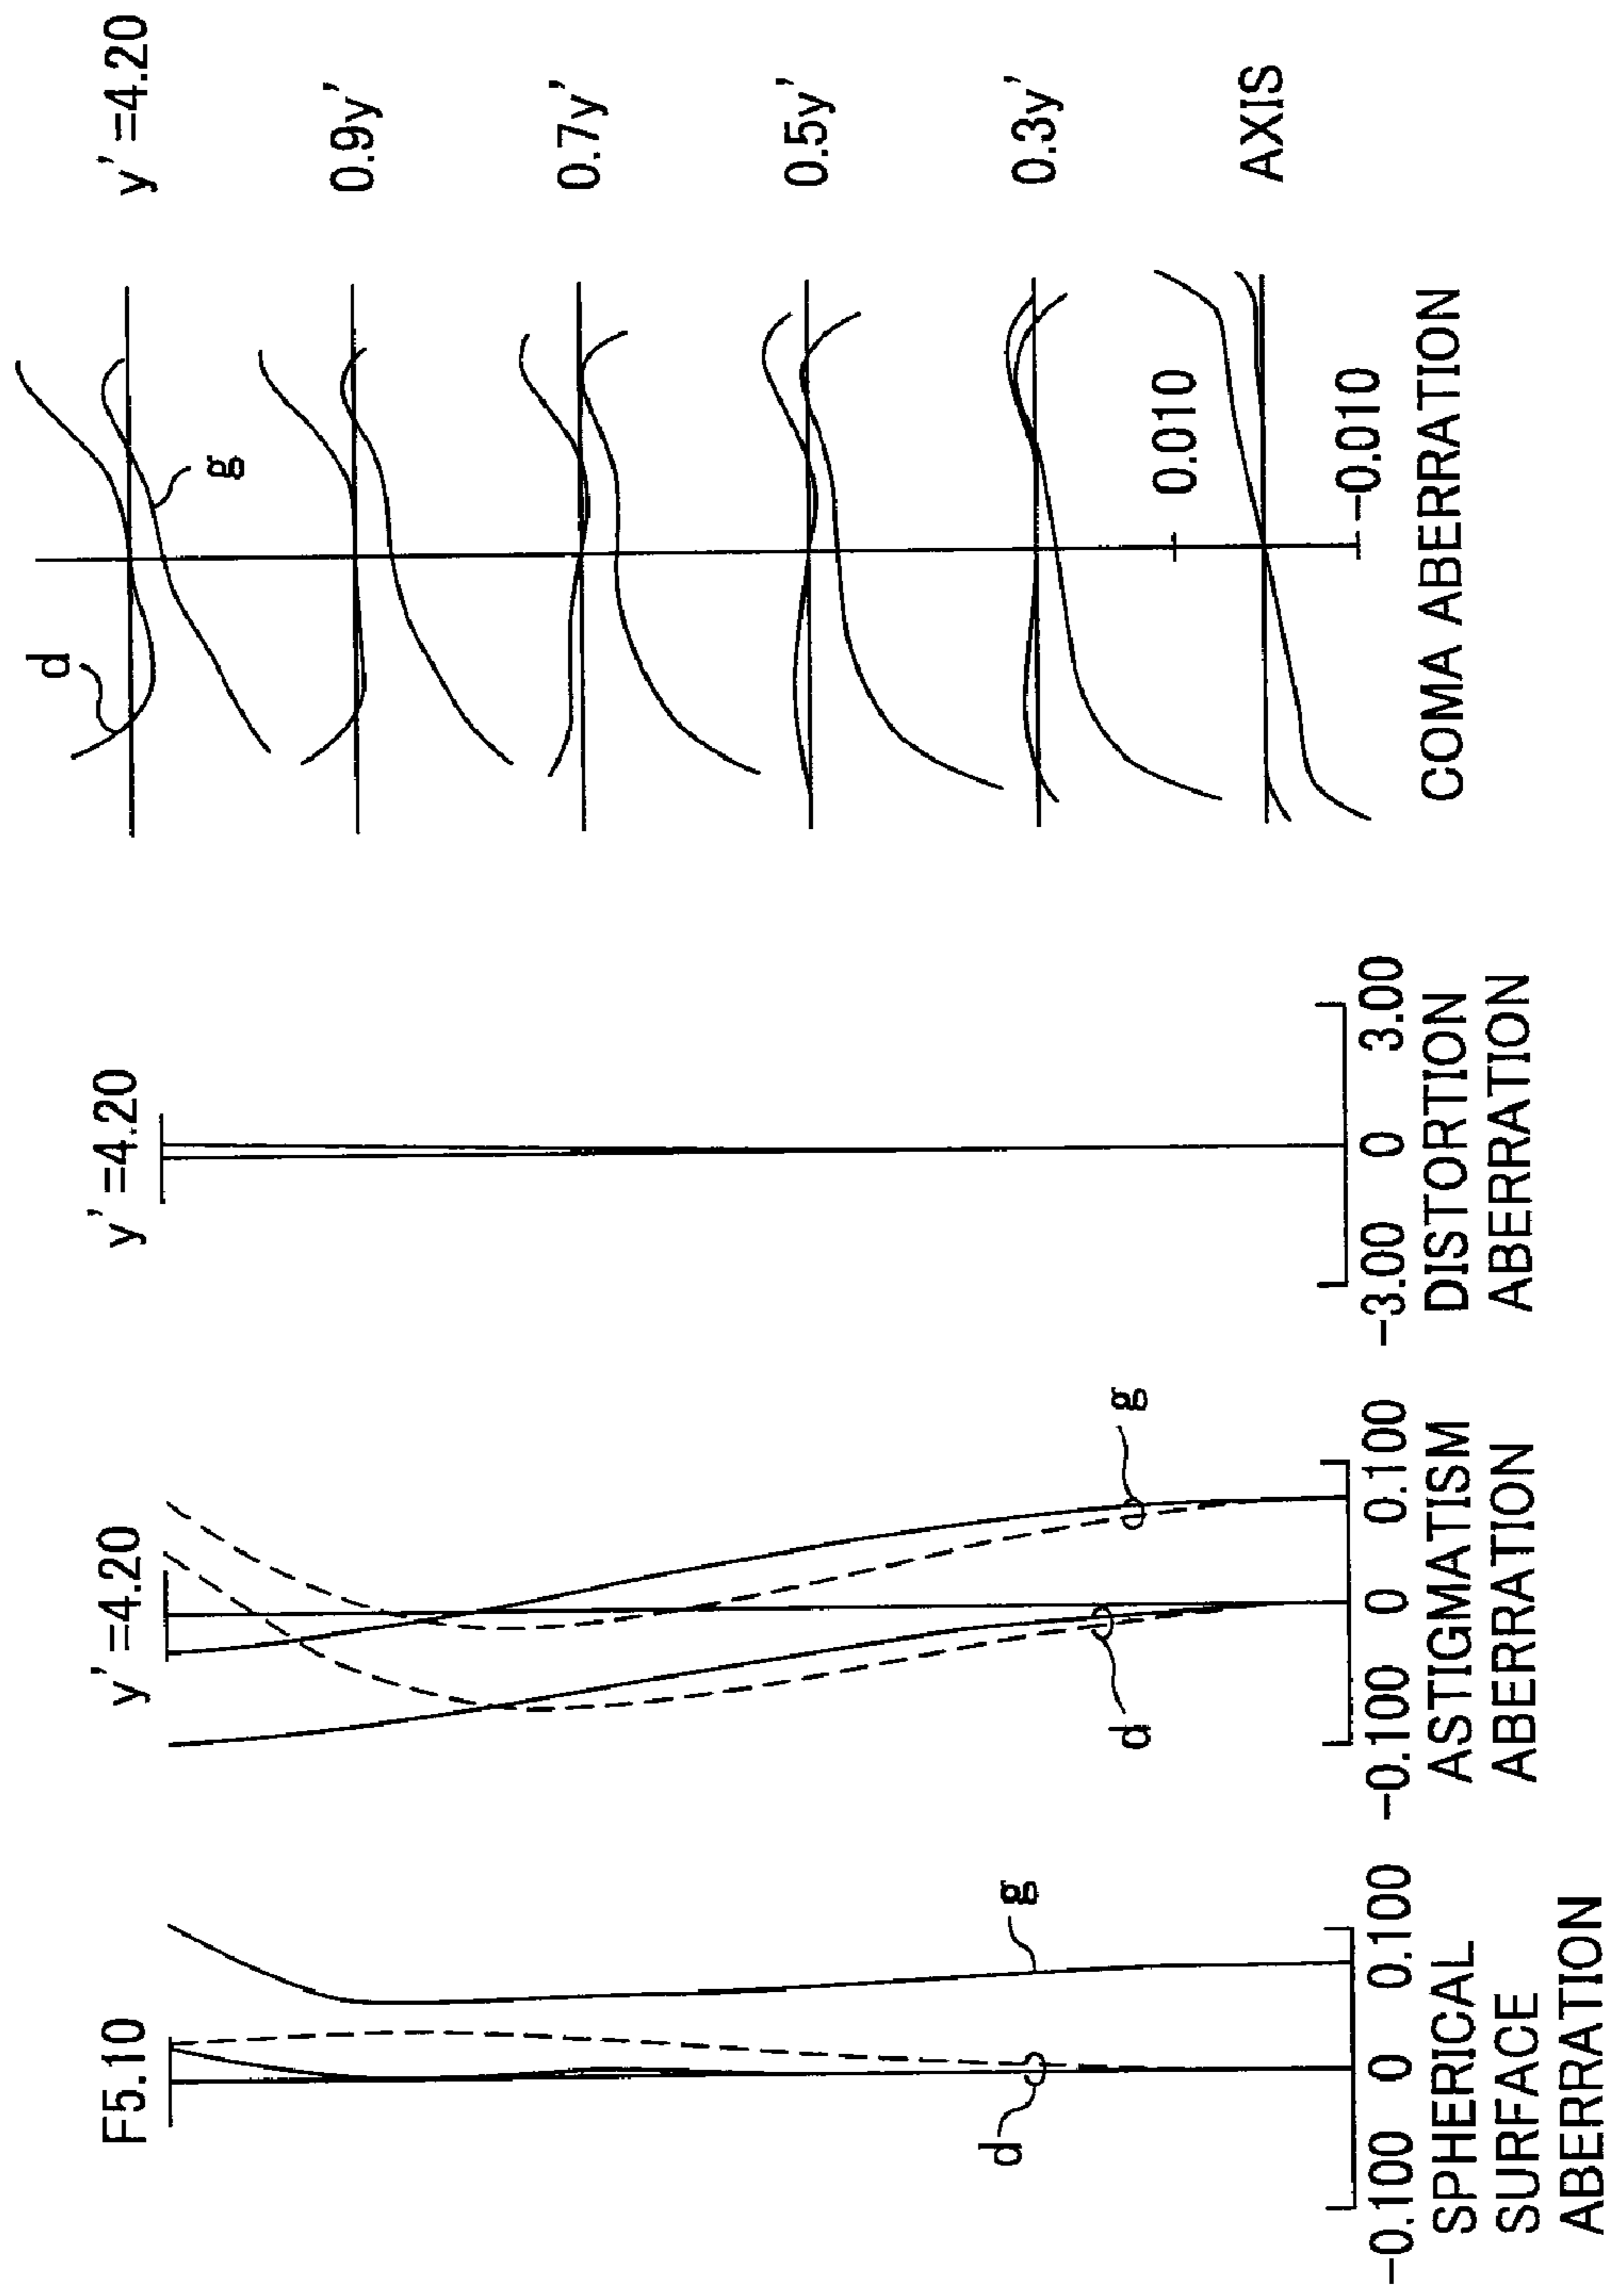 F5.10
g
d
-0.100 0 0.100
SPHERICAL
SURFACE
ABERRATION
y' =4.20
g
d
-0.100 0 0.100
ASTIGMATISM
ABERRATION
y' =4.20
-3.00 0 3.00
DISTORTION
ABERRATION
d
g
y' =4.20
0.9y'
0.7y'
0.5y'
0.3y'
0.010
AXIS
-0.010
COMA ABERRATION